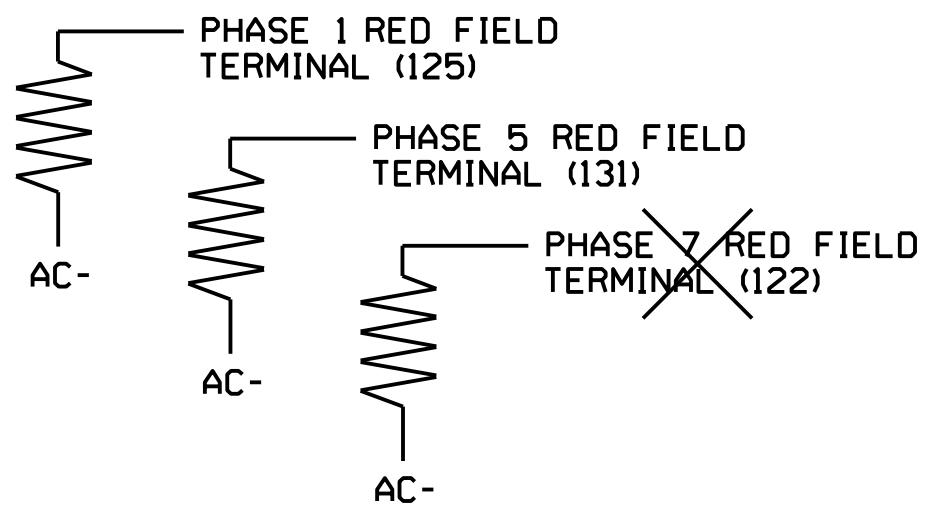 PHASE 1 RED FIELD
TERMINAL (125)
AC-
PHASE 5 RED FIELD
TERMINAL (131)
AC-
PHASE 7 RED FIELD
TERMINAL (122)
AC-